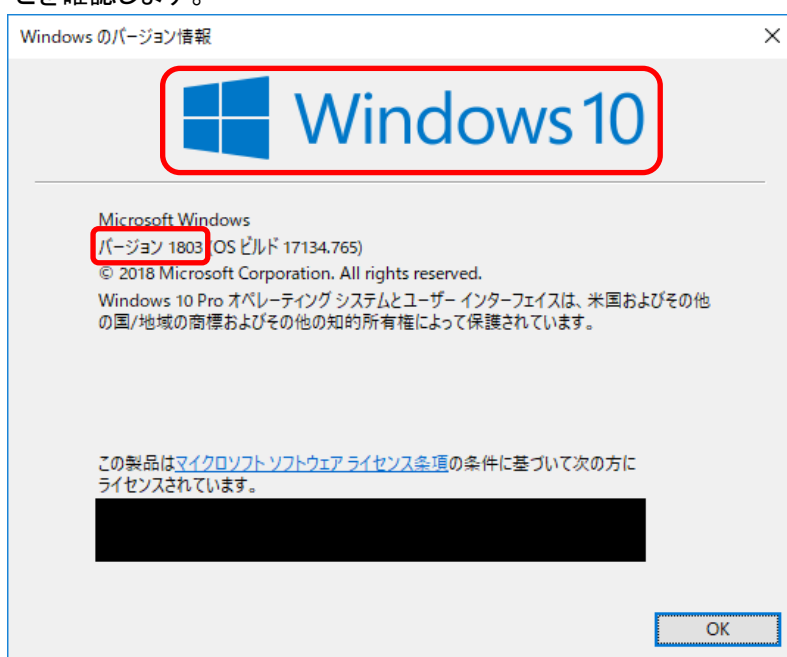 とを確認します。
Windows のバージョン情報
Windows 10
Microsoft Windows
バージョン 1803 (OS ビルド 17134.765)
© 2018 Microsoft Corporation. All rights reserved.
Windows 10 Pro オペレーティング システムとユーザー インターフェイスは、米国およびその他
の国/地域の商標およびその他の知的所有権によって保護されています。
この製品はマイクロソフト ソフトウェア ライセンス条項の条件に基づいて次の方に
ライセンスされています。
OK